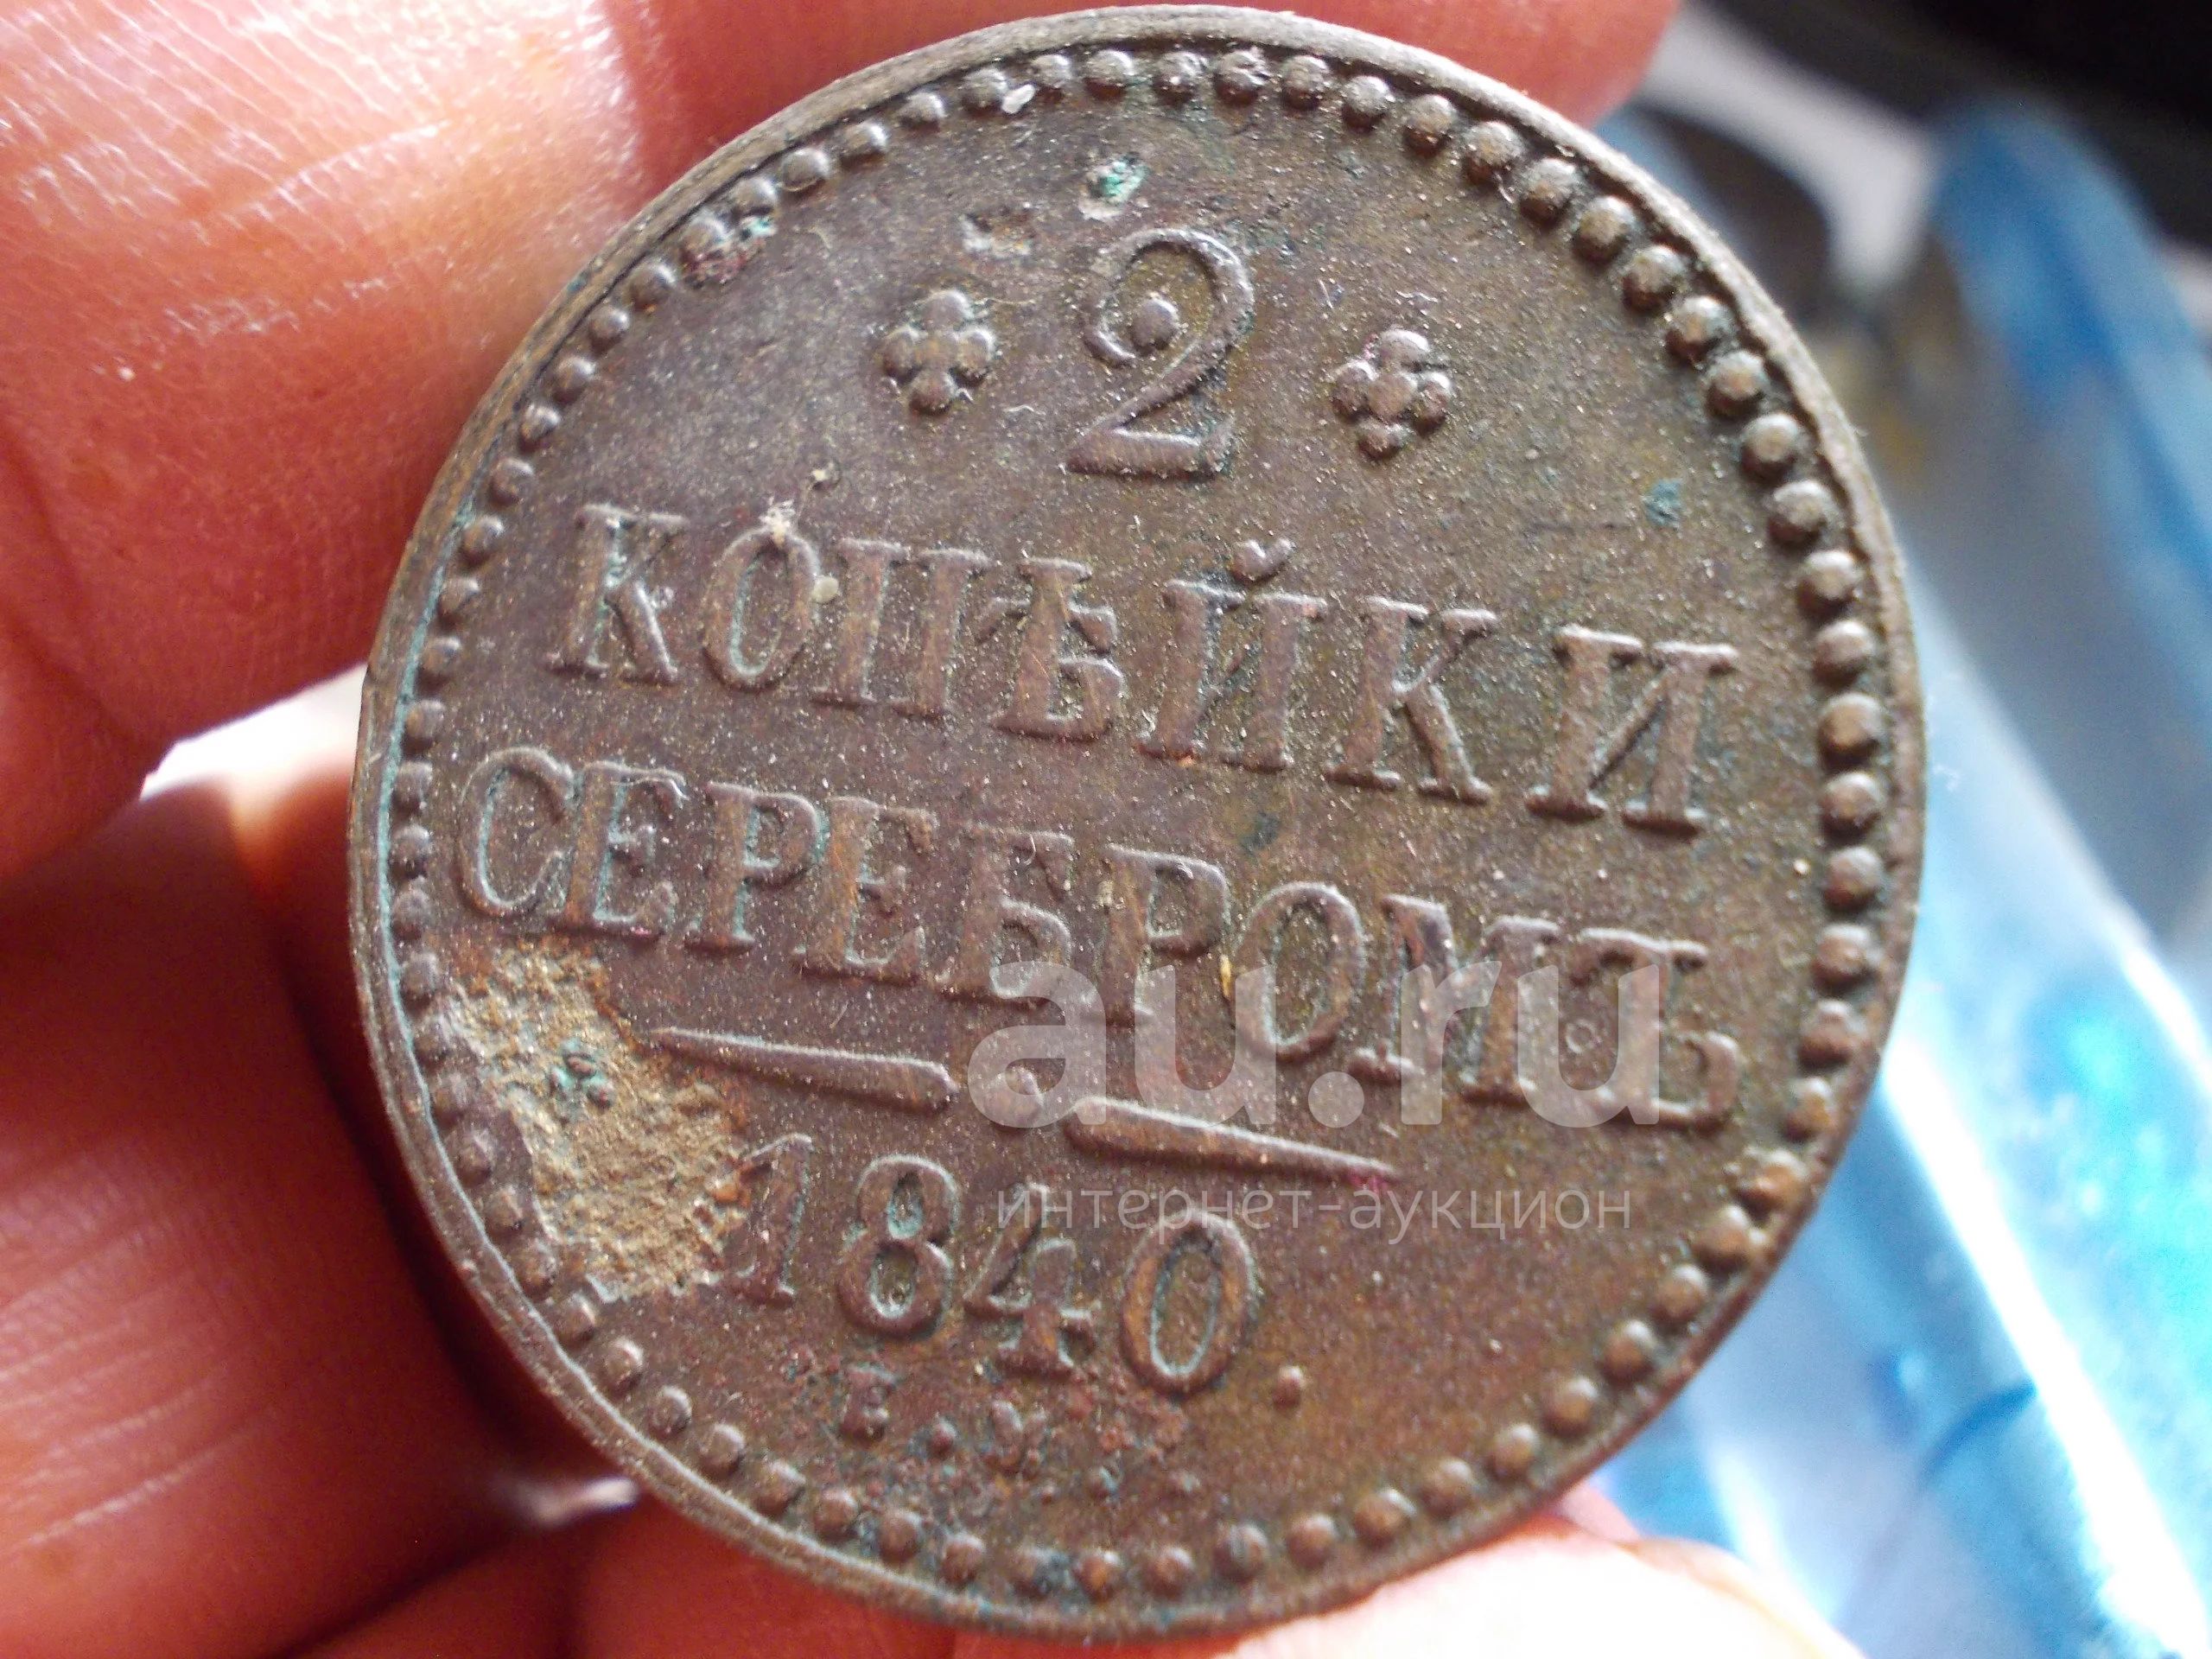 2
КОПѢЙКИ
СЕРЕБРОМЪ
1840.
au.ru
интернет-аукцион